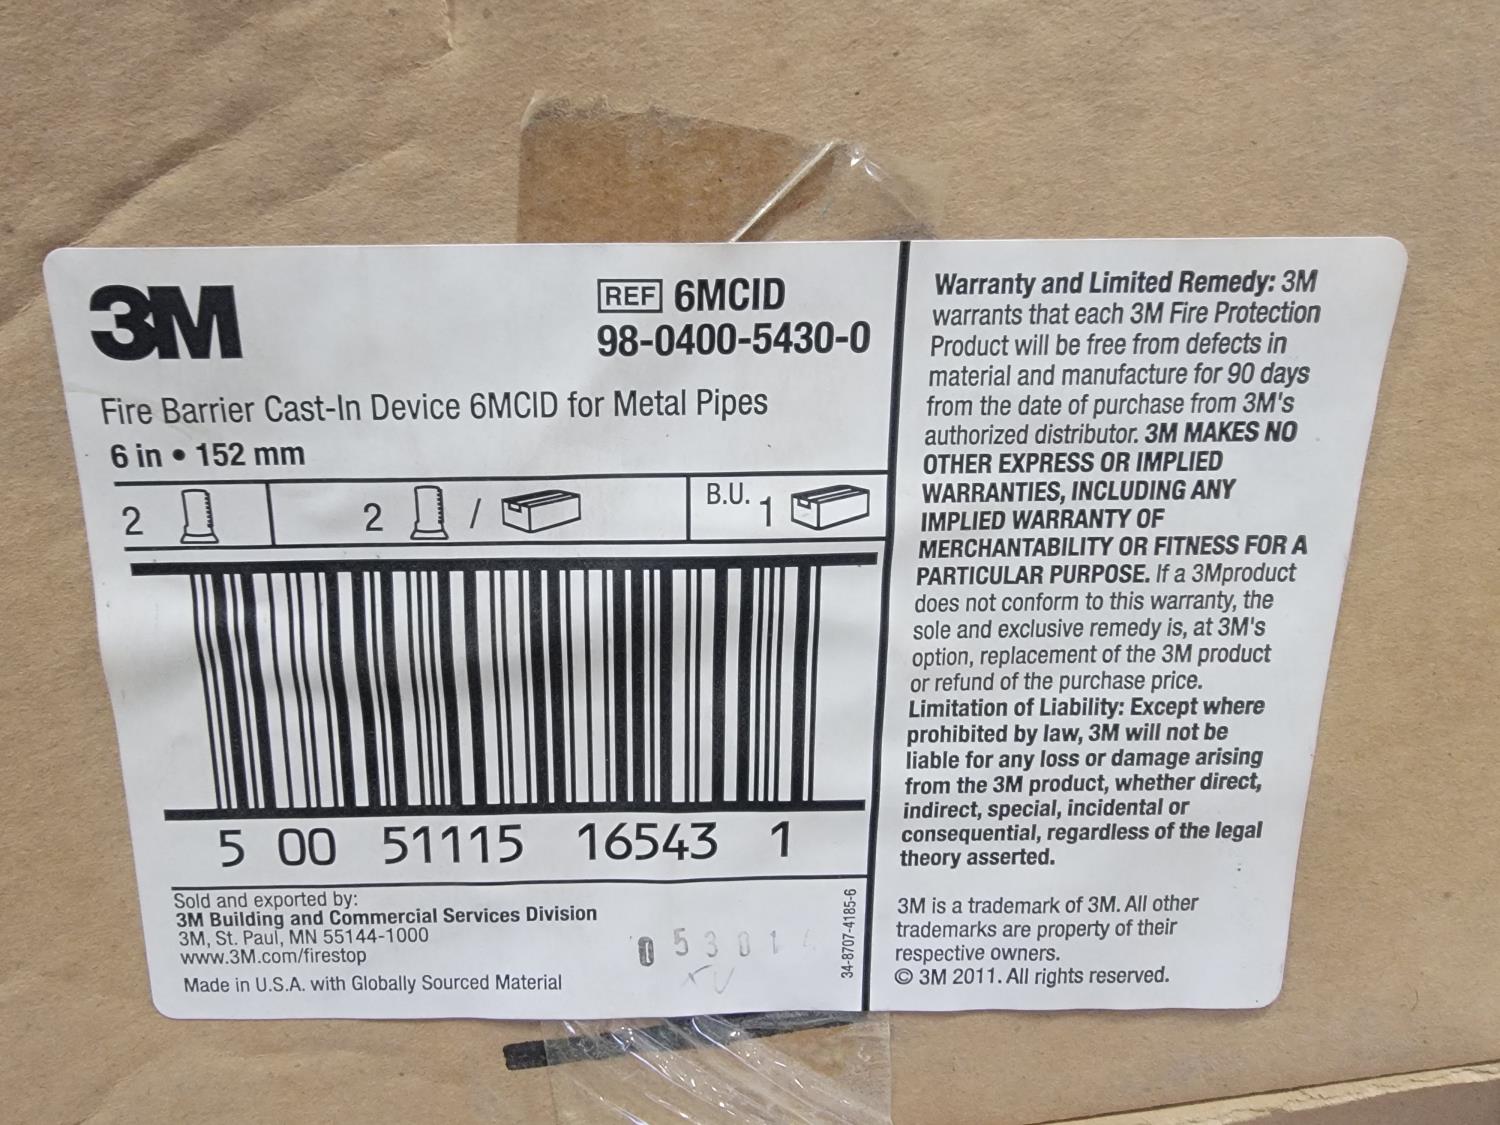 3M
REF 6MCID
98-0400-5430-0
Fire Barrier Cast-In Device 6MCID for Metal Pipes
6 in • 152 mm
2
2 /
B.U. 1
5 00 51115 16543 1
Sold and exported by:
3M Building and Commercial Services Division
3M, St. Paul, MN 55144-1000
www.3M.com/firestop
Made in U.S.A. with Globally Sourced Material
34-8707-4185-6
Warranty and Limited Remedy: 3M
warrants that each 3M Fire Protection
Product will be free from defects in
material and manufacture for 90 days
from the date of purchase from 3M's
authorized distributor. 3M MAKES NO
OTHER EXPRESS OR IMPLIED
WARRANTIES, INCLUDING ANY
IMPLIED WARRANTY OF
MERCHANTABILITY OR FITNESS FOR A
PARTICULAR PURPOSE. If a 3Mproduct
does not conform to this warranty, the
sole and exclusive remedy is, at 3M's
option, replacement of the 3M product
or refund of the purchase price.
Limitation of Liability: Except where
prohibited by law, 3M will not be
liable for any loss or damage arising
from the 3M product, whether direct,
indirect, special, incidental or
consequential, regardless of the legal
theory asserted.
3M is a trademark of 3M. All other
trademarks are property of their
respective owners.
© 3M 2011. All rights reserved.